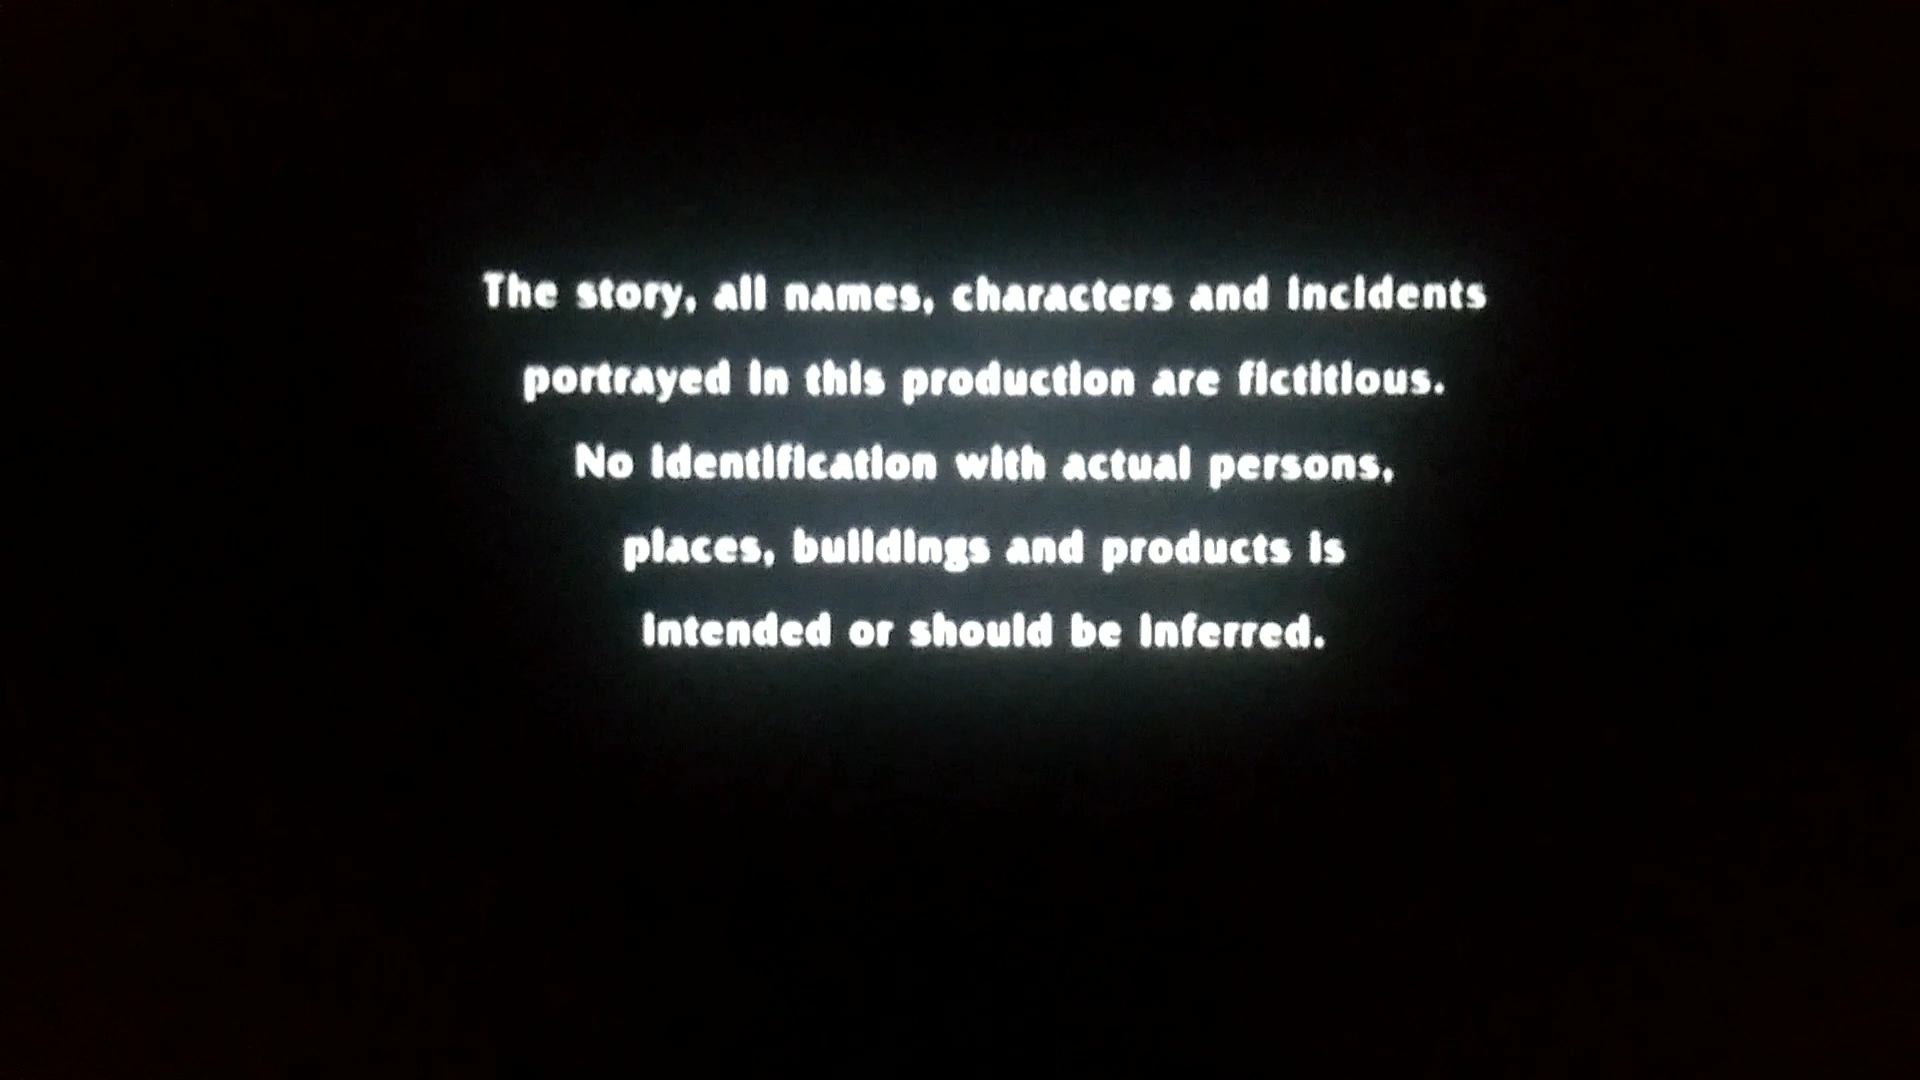 The story, all names, characters and incidents
portrayed in this production are fictitious.
No identification with actual persons,
places, buildings and products is
intended or should be inferred.